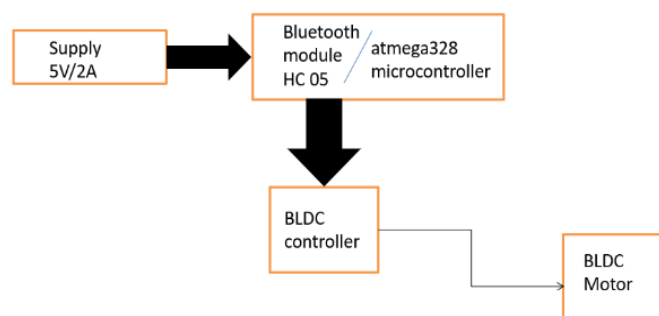 Supply
5V/2A
Bluetooth
module
HC 05
atmega328
microcontroller
BLDC
controller
BLDC
Motor